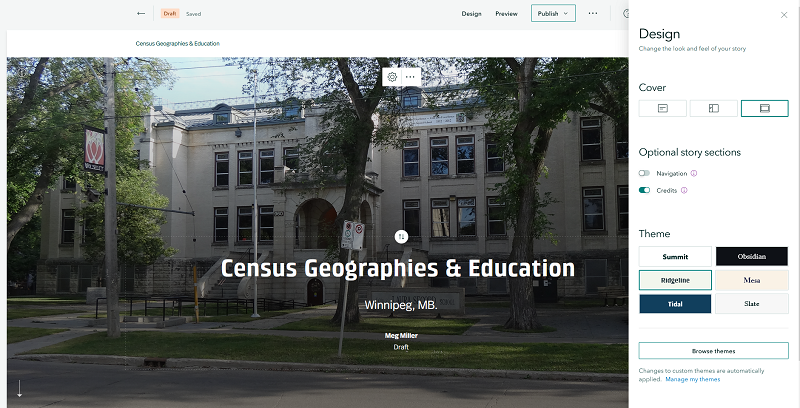 Draft
Saved
Design
Preview
Publish
Census Geographies & Education
WOLSELEY
Census Geographies & Education
Winnipeg, MB.
Meg Miller
Draft
Design
Change the look and feel of your story
Cover
Optional story sections
Navigation
Credits
Theme
Summit
Obsidian
Ridgeline
Mesa
Tidal
Slate
Browse themes
Changes to custom themes are automatically
applied. Manage my themes